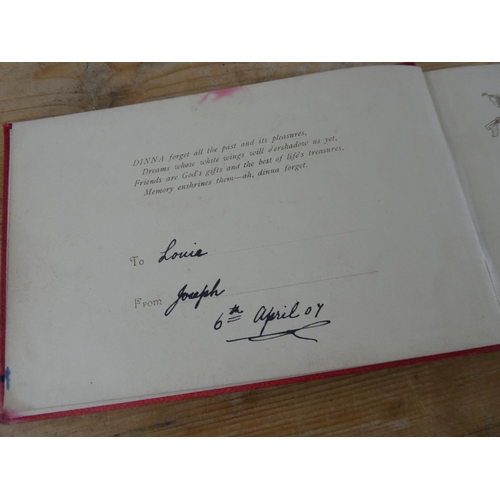 DINNA forget all the past and its pleasures,
Dreams whose white wings will o'ershadow us yet,
Friends are God's gifts and the best of life's treasures,
Memory enshrines them—ah, dinna forget.
To Louie
From Joseph
6th April 07